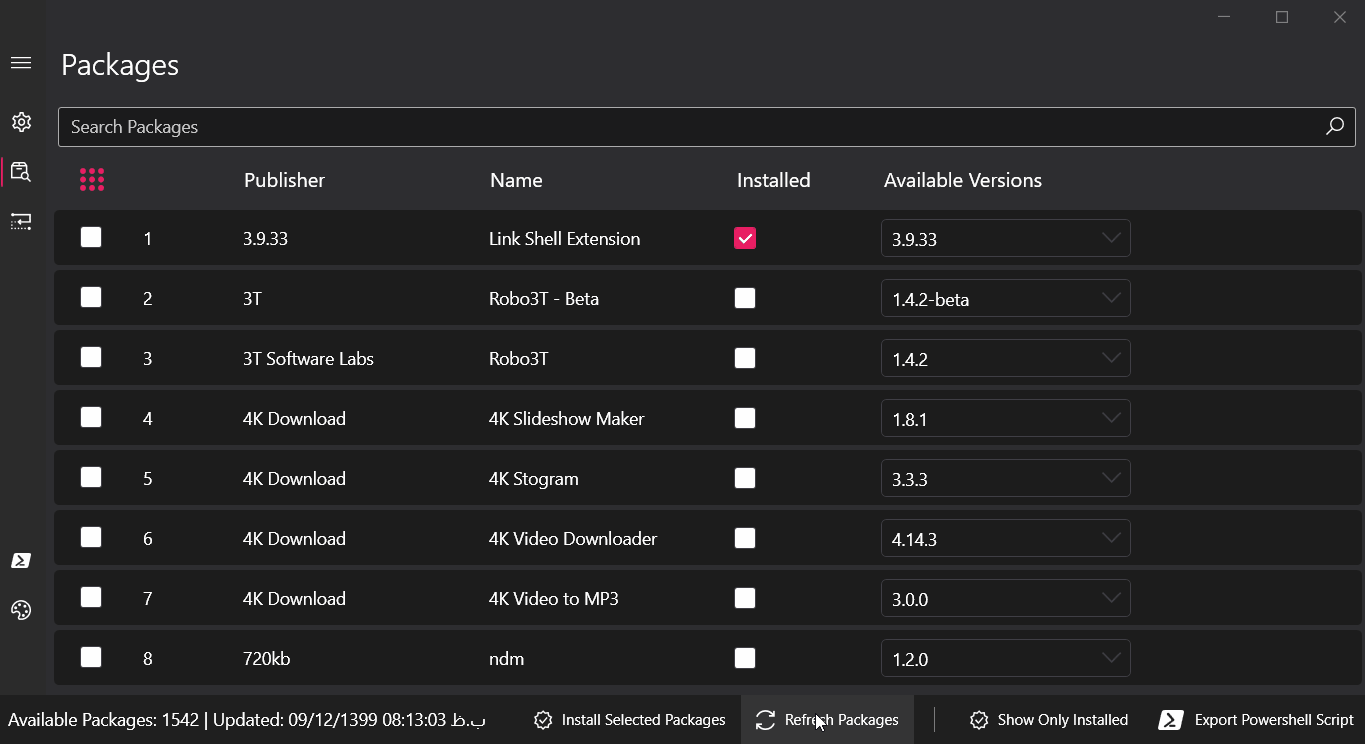 Packages
Search Packages
Publisher Name Installed Available Versions
1 3.9.33 Link Shell Extension 3.9.33
2 3T Robo3T - Beta 1.4.2-beta
3 3T Software Labs Robo3T 1.4.2
4 4K Download 4K Slideshow Maker 1.8.1
5 4K Download 4K Stogram 3.3.3
6 4K Download 4K Video Downloader 4.14.3
7 4K Download 4K Video to MP3 3.0.0
8 720kb ndm 1.2.0
Available Packages: 1542 | Updated: 09/12/1399 08:13:03 ب.ظ Install Selected Packages Refresh Packages Show Only Installed Export Powershell Script